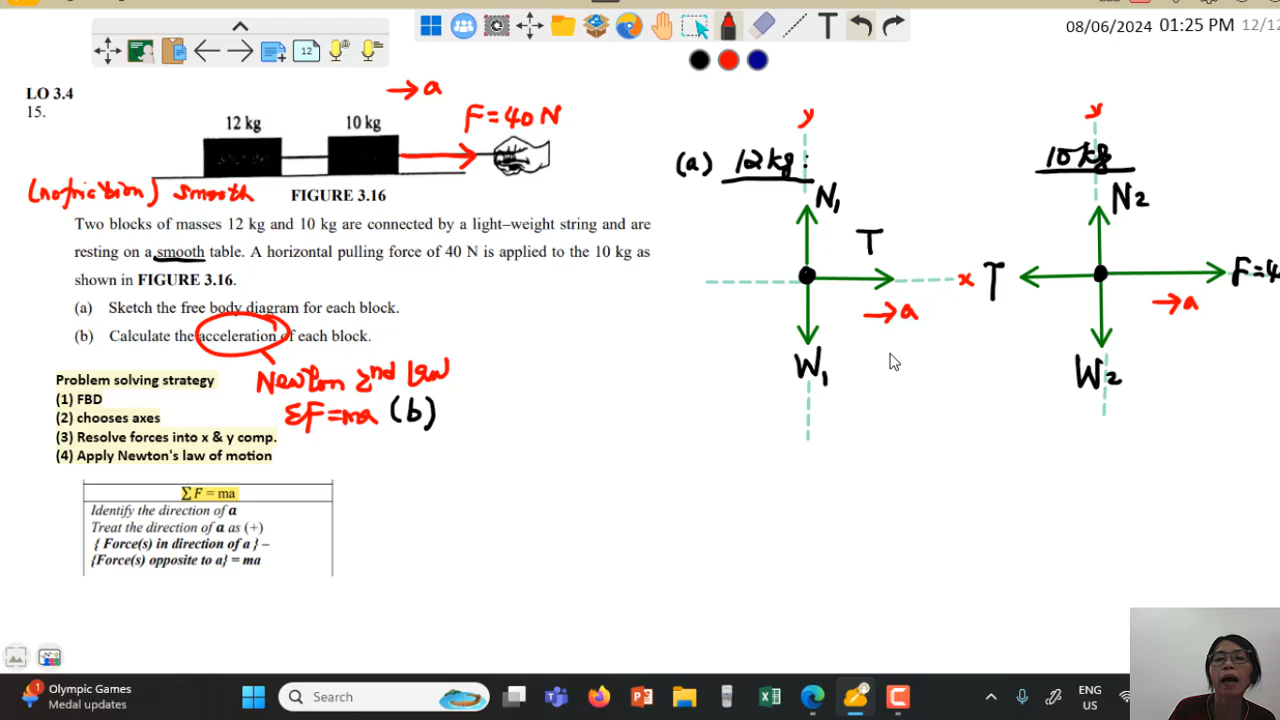 08/06/2024 01:25 PM 12/12
12
LO 3.4
15.
→ a
12 kg
10 kg
F = 40 N
(no friction) smooth
FIGURE 3.16
Two blocks of masses 12 kg and 10 kg are connected by a light–weight string and are
resting on a smooth table. A horizontal pulling force of 40 N is applied to the 10 kg as
shown in FIGURE 3.16.
(a) Sketch the free body diagram for each block.
(b) Calculate the acceleration of each block.
Newton 2nd law
ΣF = ma (b)
Problem solving strategy
(1) FBD
(2) chooses axes
(3) Resolve forces into x & y comp.
(4) Apply Newton's law of motion
∑ F = ma
Identify the direction of a
Treat the direction of a as (+)
{ Force(s) in direction of a } –
{Force(s) opposite to a} = ma
(a) 12 kg :
y
N1
T
x
→ a
W1
y
10 kg
N2
T
F = 4
→ a
W2
1
Olympic Games
Medal updates
Search
ENG
US